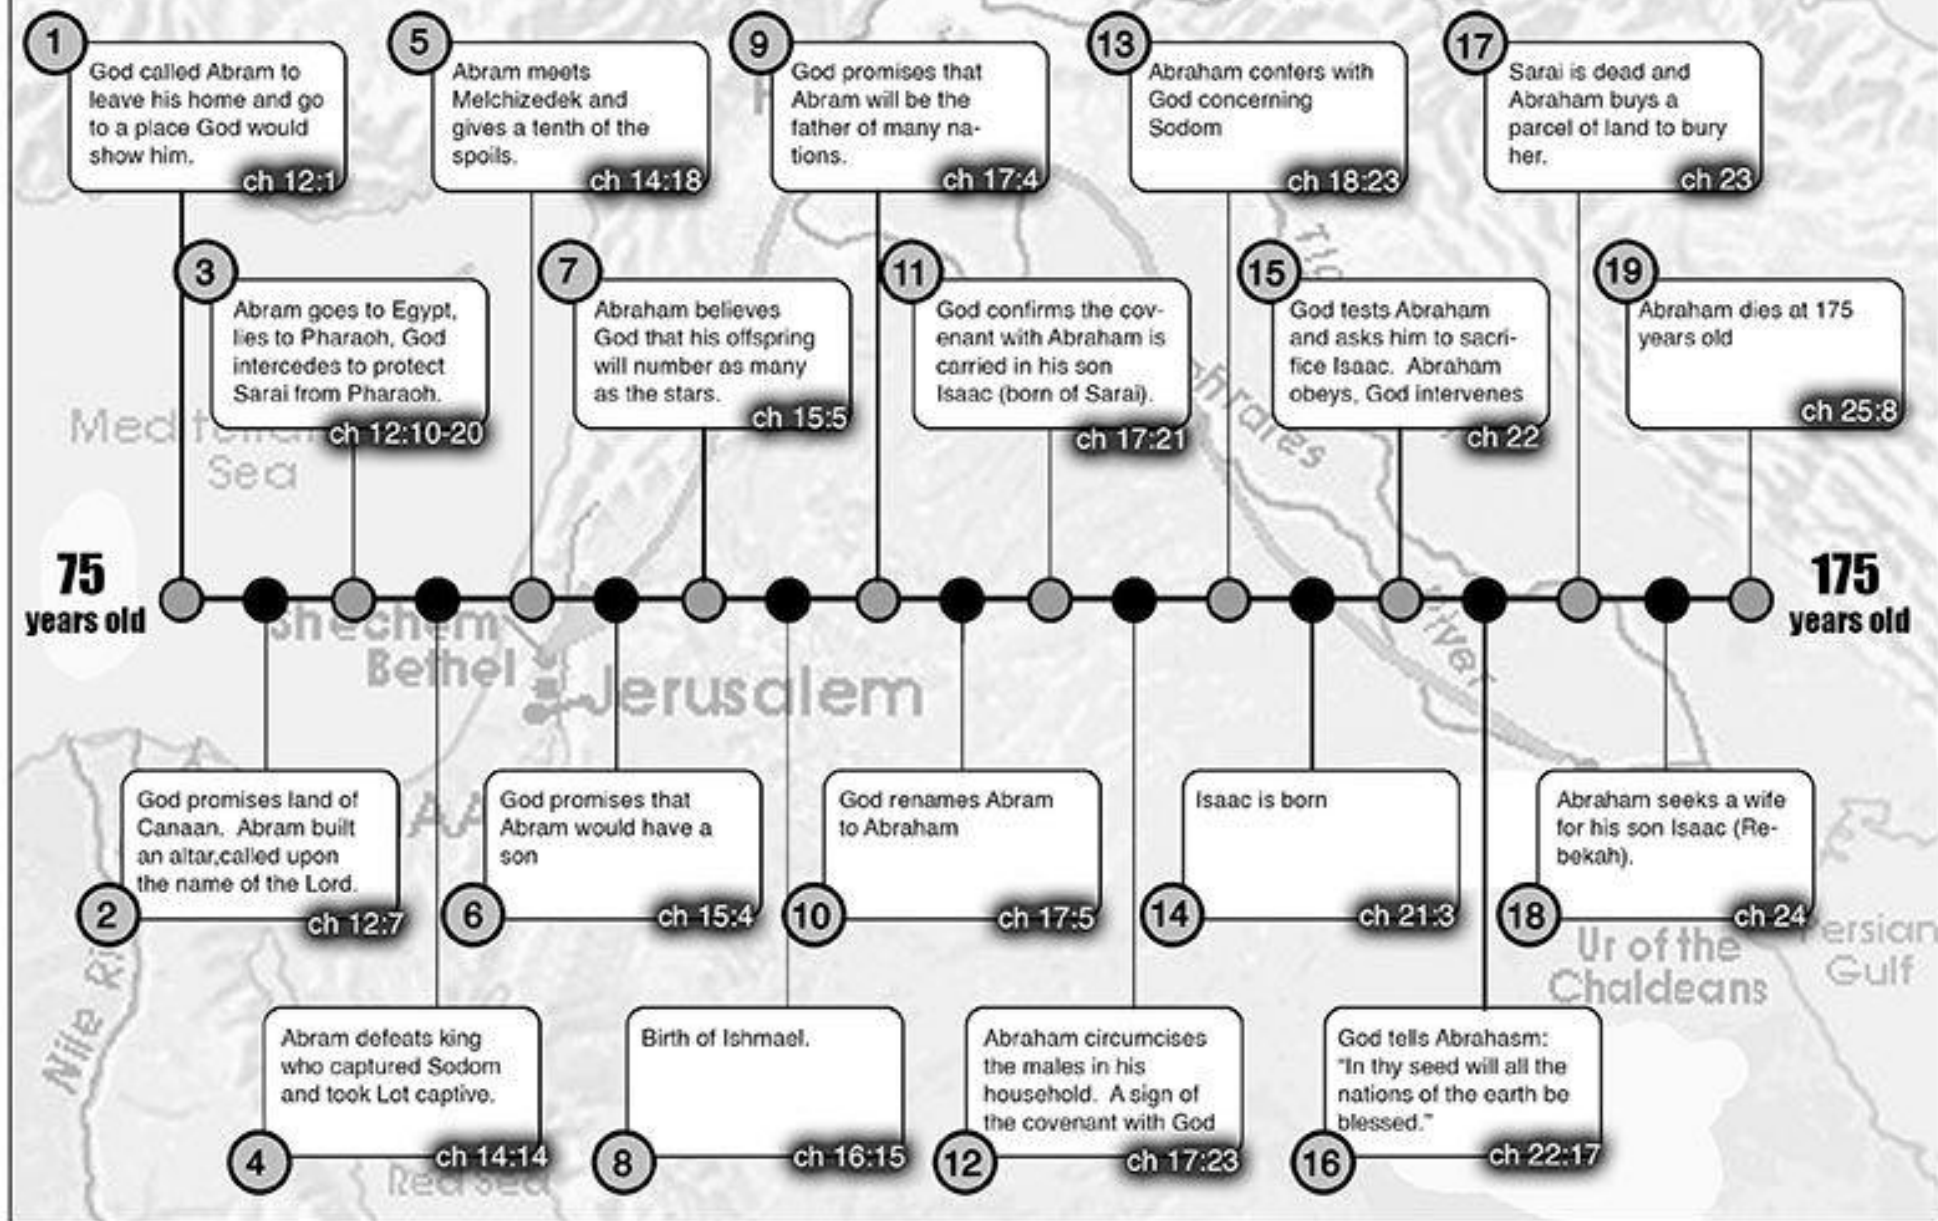 1
God called Abram to
leave his home and go
to a place God would
show him.
ch 12:1
5
Abram meets
Melchizedek and
gives a tenth of the
spoils.
ch 14:18
9
God promises that
Abram will be the
father of many na-
tions.
ch 17:4
13
Abraham confers with
God concerning
Sodom
ch 18:23
17
Sarai is dead and
Abraham buys a
parcel of land to bury
her.
ch 23
3
Abram goes to Egypt,
lies to Pharaoh, God
intercedes to protect
Sarai from Pharaoh.
ch 12:10-20
7
Abraham believes
God that his offspring
will number as many
as the stars.
ch 15:5
11
God confirms the cov-
enant with Abraham is
carried in his son
Isaac (born of Sarai).
ch 17:21
15
God tests Abraham
and asks him to sacri-
fice Isaac. Abraham
obeys, God intervenes
ch 22
19
Abraham dies at 175
years old
ch 25:8
Sea
75
years old
175
years old
Shechem
Bethel
Jerusalem
River
2
God promises land of
Canaan. Abram built
an altar,called upon
the name of the Lord.
ch 12:7
6
God promises that
Abram would have a
son
ch 15:4
10
God renames Abram
to Abraham
ch 17:5
14
Isaac is born
ch 21:3
18
Abraham seeks a wife
for his son Isaac (Re-
bekah).
ch 24
Ur of the
Chaldeans
Persian
Gulf
Nile Ri
4
Abram defeats king
who captured Sodom
and took Lot captive.
ch 14:14
8
Birth of Ishmael.
ch 16:15
12
Abraham circumcises
the males in his
household. A sign of
the covenant with God
ch 17:23
16
God tells Abrahasm:
"In thy seed will all the
nations of the earth be
blessed."
ch 22:17
Red Sea